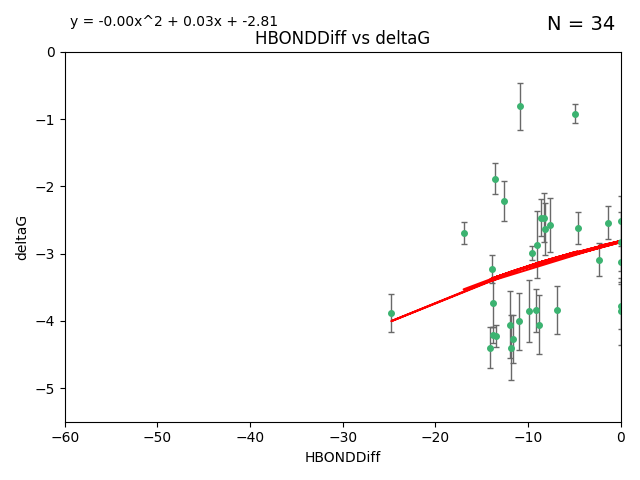 y = -0.00x^2 + 0.03x + -2.81
N = 34
HBONDDiff vs deltaG
0
−1
−2
−3
−4
−5
deltaG
−60
−50
−40
−30
−20
−10
0
HBONDDiff